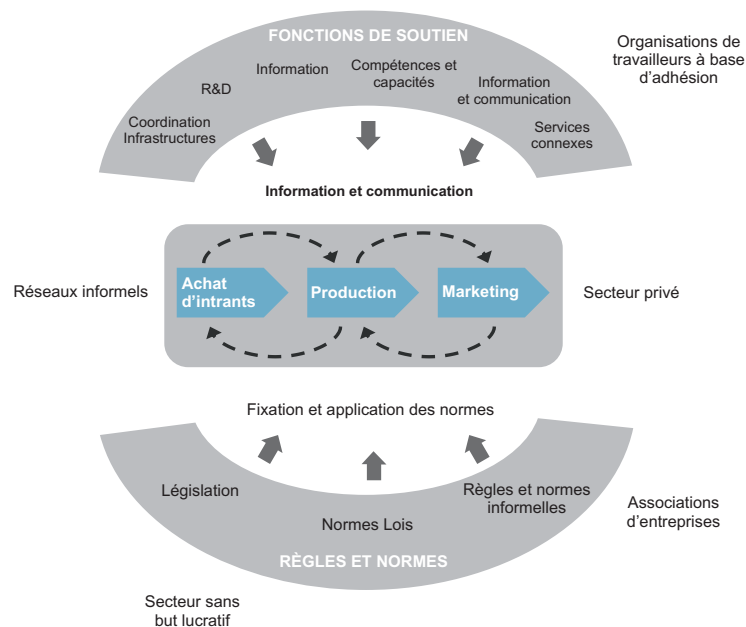 FONCTIONS DE SOUTIEN
Organisations de
travailleurs à base
d'adhésion
Information
Compétences et
capacités
Information
et communication
R&D
Coordination
Infrastructures
Services
connexes
Information et communication
Réseaux informels
Achat
d'intrants
Production
Marketing
Secteur privé
Fixation et application des normes
Législation
Normes Lois
Règles et normes
informelles
Associations
d'entreprises
RÈGLES ET NORMES
Secteur sans
but lucratif